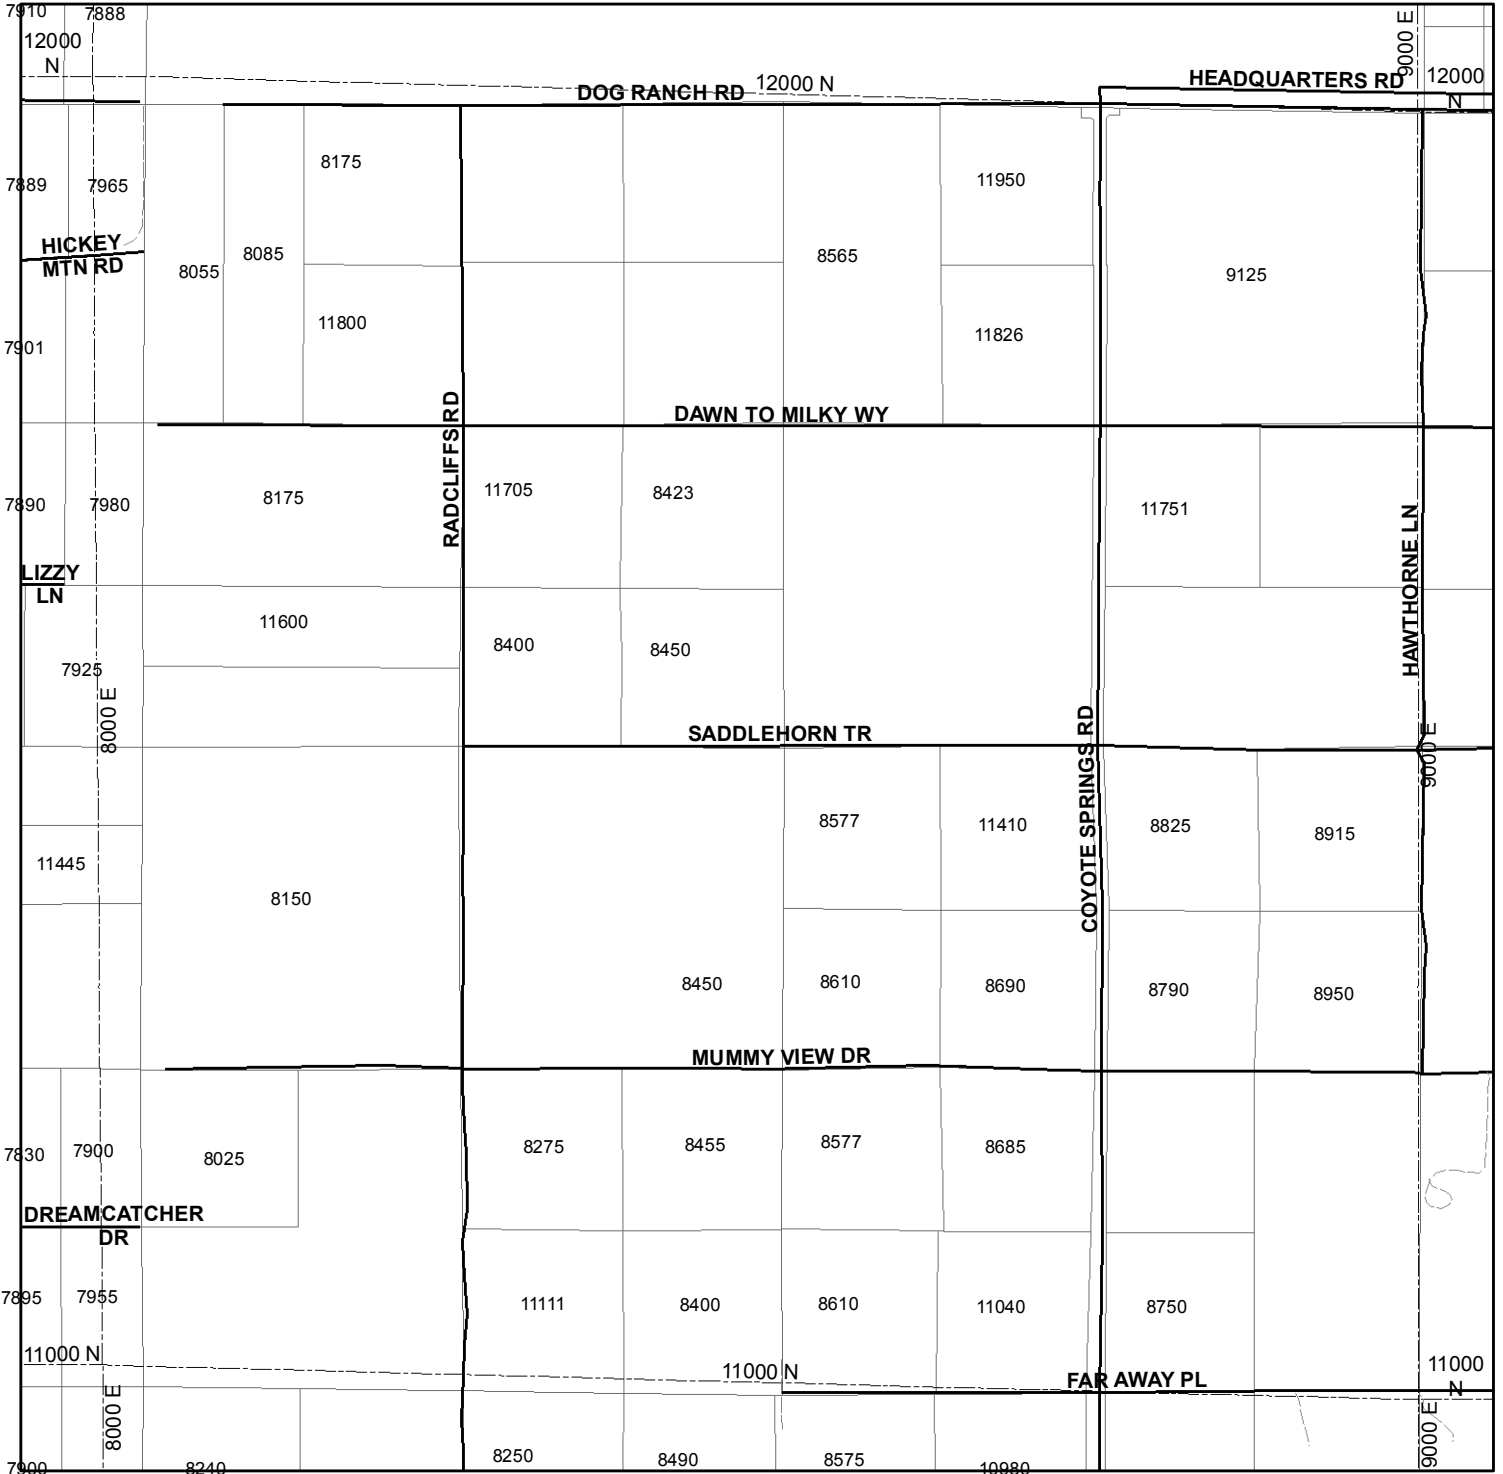 7910
7888
12000
N
9000 E
12000
N
HEADQUARTERS RD
12000 N
DOG RANCH RD
8175
11950
7889
7965
HICKEY
MTN RD
8055
8085
8565
9125
11800
11826
7901
DAWN TO MILKY WY
RADCLIFFS RD
7890
7980
8175
11705
8423
11751
HAWTHORNE LN
LIZZY
LN
11600
8400
8450
7925
8000 E
SADDLEHORN TR
COYOTE SPRINGS RD
9000 E
8577
11410
8825
8915
11445
8150
8450
8610
8690
8790
8950
MUMMY VIEW DR
7830
7900
8025
8275
8455
8577
8685
DREAMCATCHER
DR
7895
7955
11111
8400
8610
11040
8750
11000 N
11000 N
11000
N
FAR AWAY PL
8000 E
9000 E
8250
8490
8575
7900
8240
10980